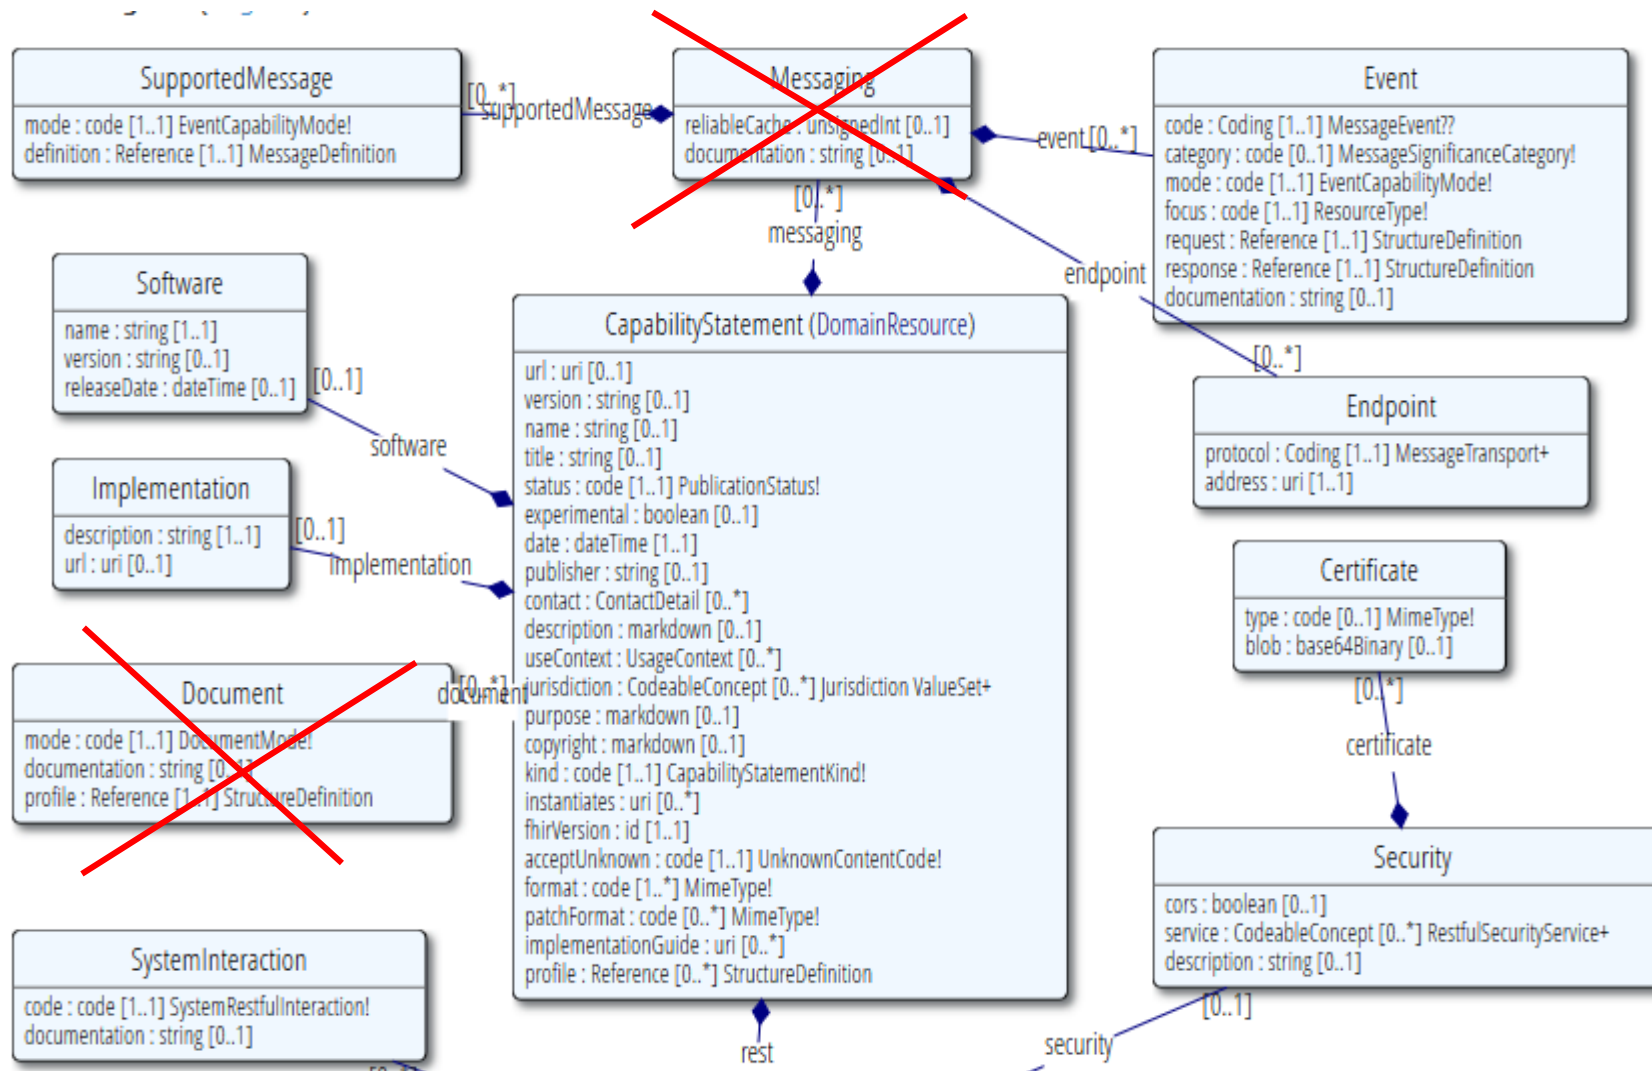 SupportedMessage
mode : code [1..1] EventCapabilityMode!
definition : Reference [1..1] MessageDefinition
[0..*]
supportedMessage
Messaging
reliableCache : unsignedInt [0..1]
documentation : string [0..1]
[0..*]
messaging
event [0..*]
Event
code : Coding [1..1] MessageEvent??
category : code [0..1] MessageSignificanceCategory!
mode : code [1..1] EventCapabilityMode!
focus : code [1..1] ResourceType!
request : Reference [1..1] StructureDefinition
response : Reference [1..1] StructureDefinition
documentation : string [0..1]
endpoint
[0..*]
Endpoint
protocol : Coding [1..1] MessageTransport+
address : uri [1..1]
Software
name : string [1..1]
version : string [0..1]
releaseDate : dateTime [0..1]
[0..1]
software
Implementation
description : string [1..1]
url : uri [0..1]
[0..1]
implementation
CapabilityStatement (DomainResource)
url : uri [0..1]
version : string [0..1]
name : string [0..1]
title : string [0..1]
status : code [1..1] PublicationStatus!
experimental : boolean [0..1]
date : dateTime [1..1]
publisher : string [0..1]
contact : ContactDetail [0..*]
description : markdown [0..1]
useContext : UsageContext [0..*]
jurisdiction : CodeableConcept [0..*] Jurisdiction ValueSet+
purpose : markdown [0..1]
copyright : markdown [0..1]
kind : code [1..1] CapabilityStatementKind!
instantiates : uri [0..*]
fhirVersion : id [1..1]
acceptUnknown : code [1..1] UnknownContentCode!
format : code [1..*] MimeType!
patchFormat : code [0..*] MimeType!
implementationGuide : uri [0..*]
profile : Reference [0..*] StructureDefinition
Document
mode : code [1..1] DocumentMode!
documentation : string [0..1]
profile : Reference [1..1] StructureDefinition
[0..*]
document
Certificate
type : code [0..1] MimeType!
blob : base64Binary [0..1]
[0..*]
certificate
Security
cors : boolean [0..1]
service : CodeableConcept [0..*] RestfulSecurityService+
description : string [0..1]
[0..1]
security
SystemInteraction
code : code [1..1] SystemRestfulInteraction!
documentation : string [0..1]
rest